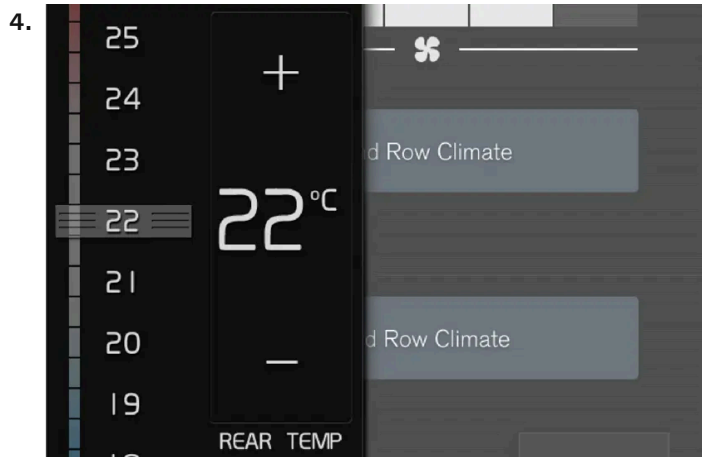 4.
25
24
23
22
21
20
19
+
22°C
–
REAR TEMP
d Row Climate
d Row Climate